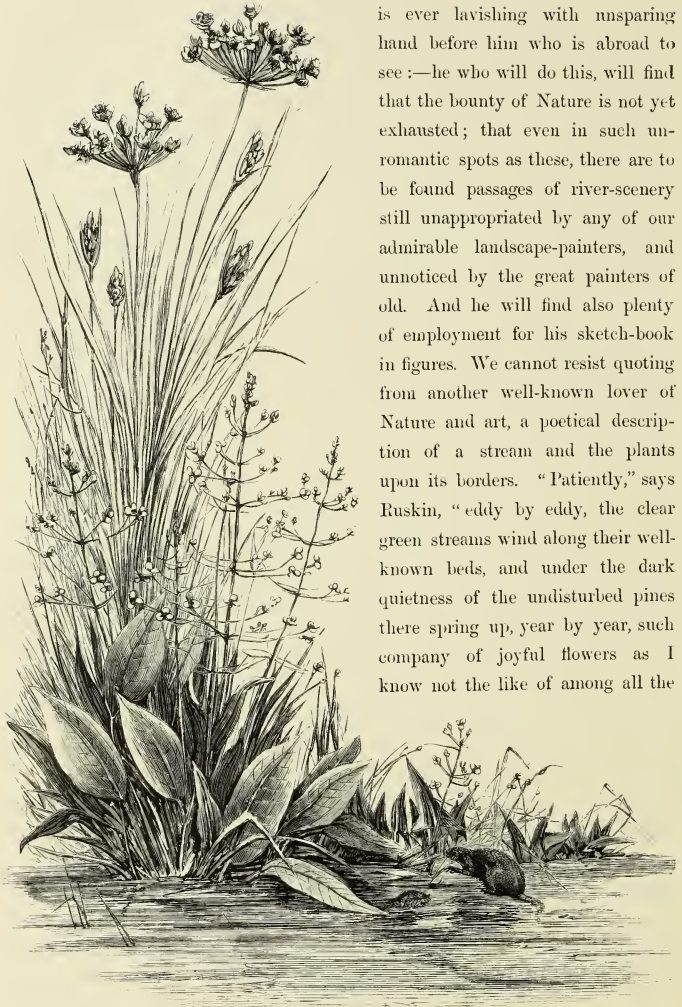 is ever lavishing with unsparing
hand before him who is abroad to
see :—he who will do this, will find
that the bounty of Nature is not yet
exhausted; that even in such un-
romantic spots as these, there are to
be found passages of river-scenery
still unappropriated by any of our
admirable landscape-painters, and
unnoticed by the great painters of
old. And he will find also plenty
of employment for his sketch-book
in figures. We cannot resist quoting
from another well-known lover of
Nature and art, a poetical descrip-
tion of a stream and the plants
upon its borders. “Patiently,” says
Ruskin, “eddy by eddy, the clear
green streams wind along their well-
known beds, and under the dark
quietness of the undisturbed pines
there spring up, year by year, such
company of joyful flowers as I
know not the like of among all the